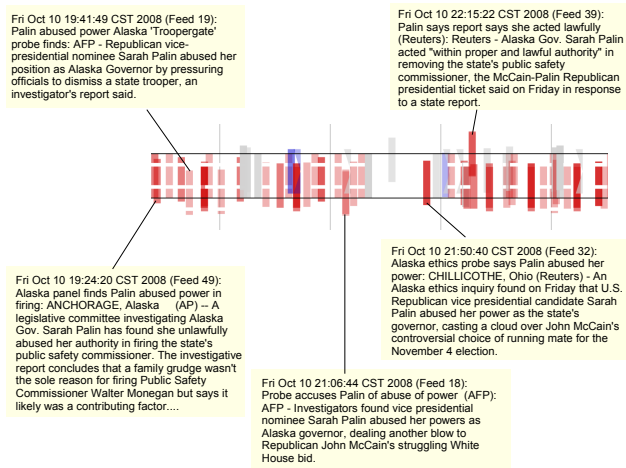 Fri Oct 10 19:41:49 CST 2008 (Feed 19):
Palin abused power Alaska 'Troopergate'
probe finds: AFP - Republican vice-
presidential nominee Sarah Palin abused her
position as Alaska Governor by pressuring
officials to dismiss a state trooper, an
investigator's report said.
Fri Oct 10 22:15:22 CST 2008 (Feed 39):
Palin says report says she acted lawfully
(Reuters): Reuters - Alaska Gov. Sarah Palin
acted "within proper and lawful authority" in
removing the state's public safety
commissioner, the McCain-Palin Republican
presidential ticket said on Friday in response
to a state report.
Fri Oct 10 19:24:20 CST 2008 (Feed 49):
Alaska panel finds Palin abused power in
firing: ANCHORAGE, Alaska (AP) -- A
legislative committee investigating Alaska
Gov. Sarah Palin has found she unlawfully
abused her authority in firing the state's
public safety commissioner. The investigative
report concludes that a family grudge wasn't
the sole reason for firing Public Safety
Commissioner Walter Monegan but says it
likely was a contributing factor....
Fri Oct 10 21:06:44 CST 2008 (Feed 18):
Probe accuses Palin of abuse of power (AFP):
AFP - Investigators found vice presidential
nominee Sarah Palin abused her powers as
Alaska governor, dealing another blow to
Republican John McCain's struggling White
House bid.
Fri Oct 10 21:50:40 CST 2008 (Feed 32):
Alaska ethics probe says Palin abused her
power: CHILLICOTHE, Ohio (Reuters) - An
Alaska ethics inquiry found on Friday that U.S.
Republican vice presidential candidate Sarah
Palin abused her power as the state's
governor, casting a cloud over John McCain's
controversial choice of running mate for the
November 4 election.